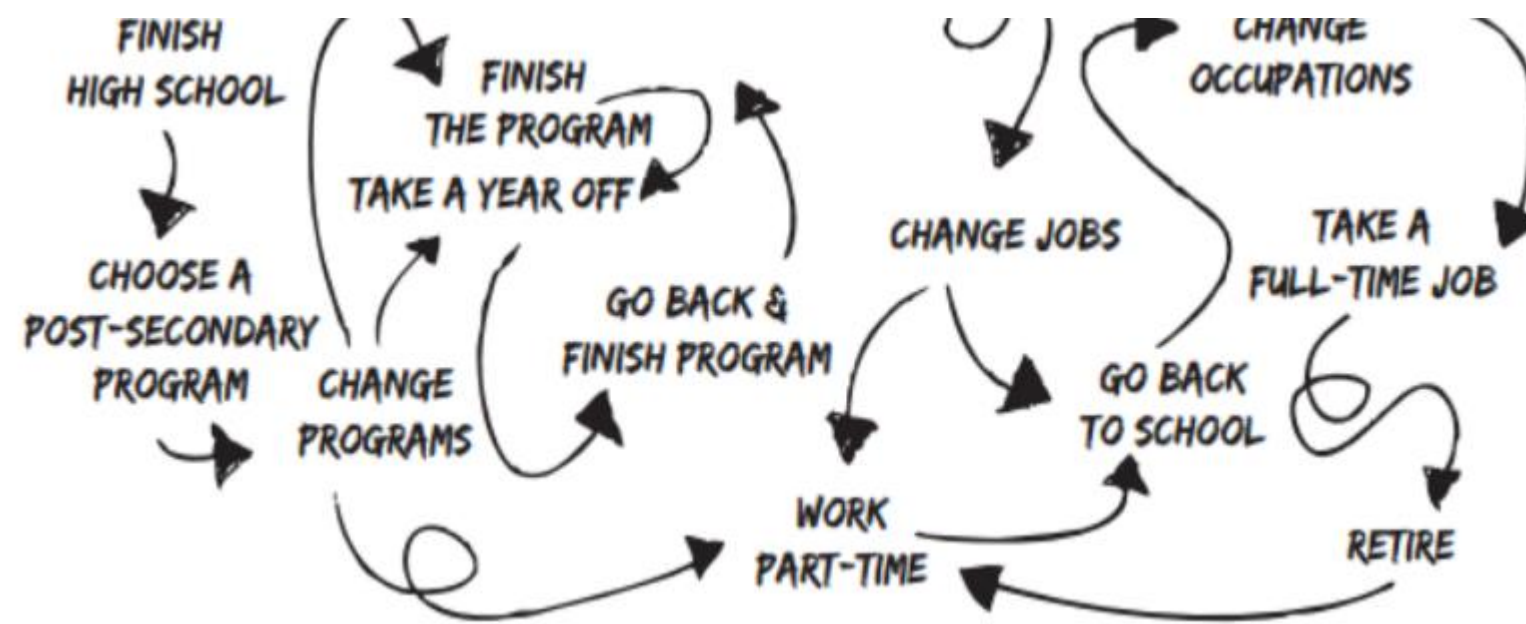 FINISH
HIGH SCHOOL
CHOOSE A
POST-SECONDARY
PROGRAM
CHANGE
PROGRAMS
FINISH
THE PROGRAM
TAKE A YEAR OFF
GO BACK &
FINISH PROGRAM
WORK
PART-TIME
CHANGE JOBS
GO BACK
TO SCHOOL
CHANGE
OCCUPATIONS
TAKE A
FULL-TIME JOB
RETIRE